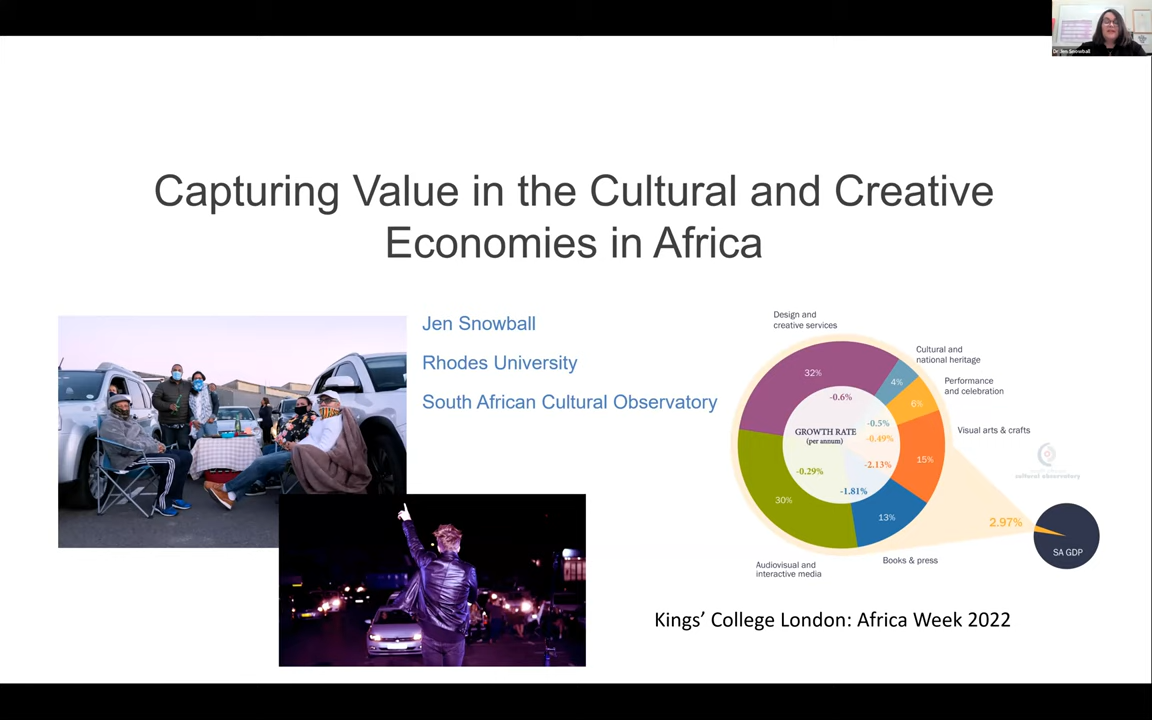 Dr. Jen Snowball
Capturing Value in the Cultural and Creative
Economies in Africa
Jen Snowball
Rhodes University
South African Cultural Observatory
Design and
creative services
Cultural and
national heritage
Performance
and celebration
Visual arts & crafts
Books & press
Audiovisual and
interactive media
32%
4%
6%
15%
13%
30%
GROWTH RATE
(per annum)
-0.6%
-0.5%
-0.49%
-2.13%
-1.81%
-0.29%
cultural observatory
2.97%
SA GDP
Kings’ College London: Africa Week 2022